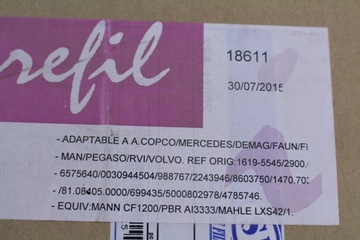 refil
18611
30/07/2015
- ADAPTABLE A A.COPCO/MERCEDES/DEMAG/FAUN/
- MAN/PEGASO/RVI/VOLVO. REF ORIG:1619-5545/2900.
- 6575640/0030944504/988767/2243946/8603750/1470.70
- /81.08405.0000/699435/5000802978/4785746.
- EQUIV:MANN CF1200/PBR AI3333/MAHLE LXS42/1.